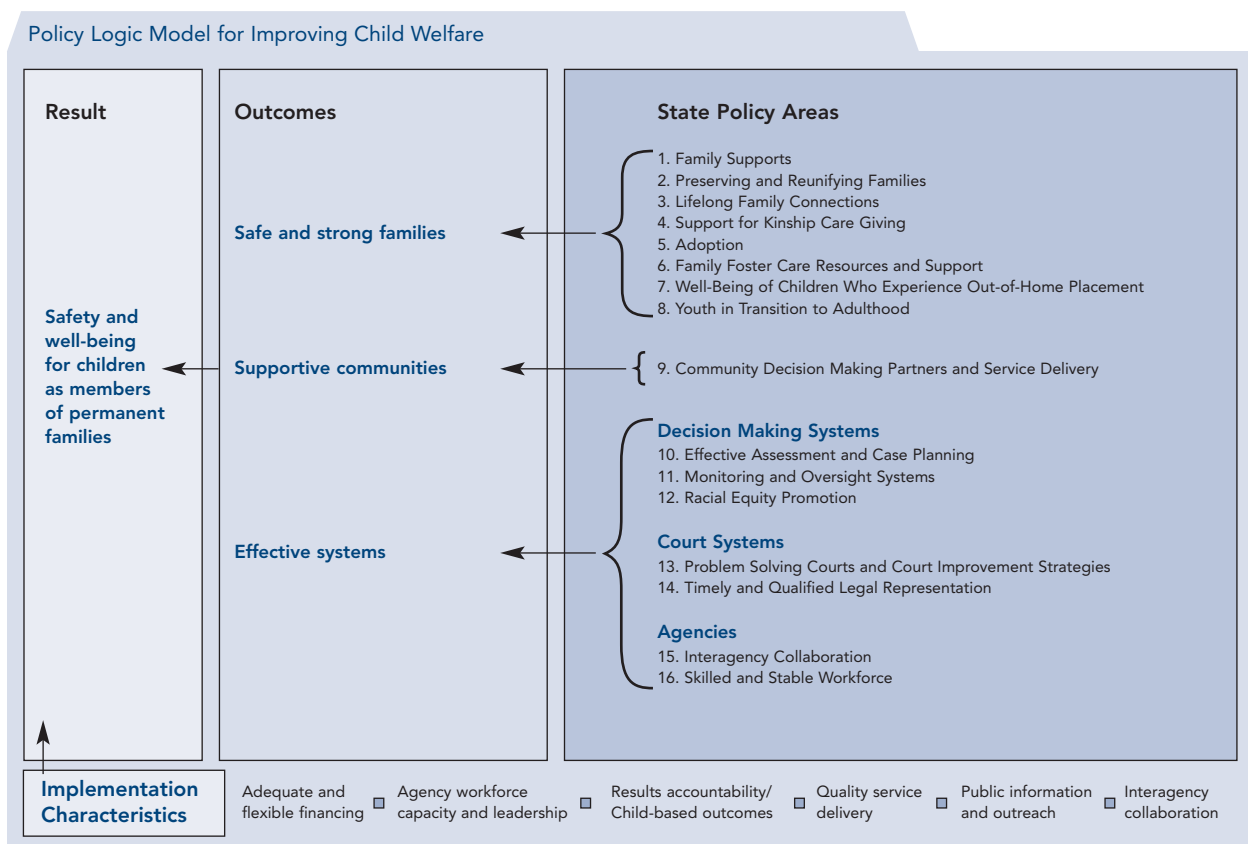 Policy Logic Model for Improving Child Welfare
Result
Safety and
well-being
for children
as members
of permanent
families
Outcomes
Safe and strong families
Supportive communities
Effective systems
State Policy Areas
1. Family Supports
2. Preserving and Reunifying Families
3. Lifelong Family Connections
4. Support for Kinship Care Giving
5. Adoption
6. Family Foster Care Resources and Support
7. Well-Being of Children Who Experience Out-of-Home Placement
8. Youth in Transition to Adulthood
9. Community Decision Making Partners and Service Delivery
Decision Making Systems
10. Effective Assessment and Case Planning
11. Monitoring and Oversight Systems
12. Racial Equity Promotion
Court Systems
13. Problem Solving Courts and Court Improvement Strategies
14. Timely and Qualified Legal Representation
Agencies
15. Interagency Collaboration
16. Skilled and Stable Workforce
Implementation
Characteristics
Adequate and
flexible financing
Agency workforce
capacity and leadership
Results accountability/
Child-based outcomes
Quality service
delivery
Public information
and outreach
Interagency
collaboration